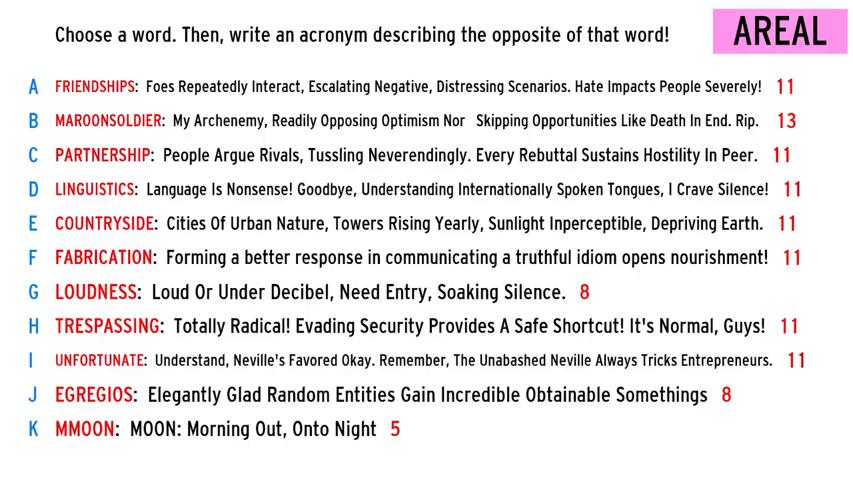 Choose a word. Then, write an acronym describing the opposite of that word!
AREAL
A FRIENDSHIPS: Foes Repeatedly Interact, Escalating Negative, Distressing Scenarios. Hate Impacts People Severely! 11
B MAROONSOLDIER: My Archenemy, Readily Opposing Optimism Nor Skipping Opportunities Like Death In End. Rip. 13
C PARTNERSHIP: People Argue Rivals, Tussling Neverendingly. Every Rebuttal Sustains Hostility In Peer. 11
D LINGUISTICS: Language Is Nonsense! Goodbye, Understanding Internationally Spoken Tongues, I Crave Silence! 11
E COUNTRYSIDE: Cities Of Urban Nature, Towers Rising Yearly, Sunlight Inperceptible, Depriving Earth. 11
F FABRICATION: Forming a better response in communicating a truthful idiom opens nourishment! 11
G LOUDNESS: Loud Or Under Decibel, Need Entry, Soaking Silence. 8
H TRESPASSING: Totally Radical! Evading Security Provides A Safe Shortcut! It's Normal, Guys! 11
I UNFORTUNATE: Understand, Neville's Favored Okay. Remember, The Unabashed Neville Always Tricks Entrepreneurs. 11
J EGREGIOS: Elegantly Glad Random Entities Gain Incredible Obtainable Somethings 8
K MMOON: MOON: Morning Out, Onto Night 5